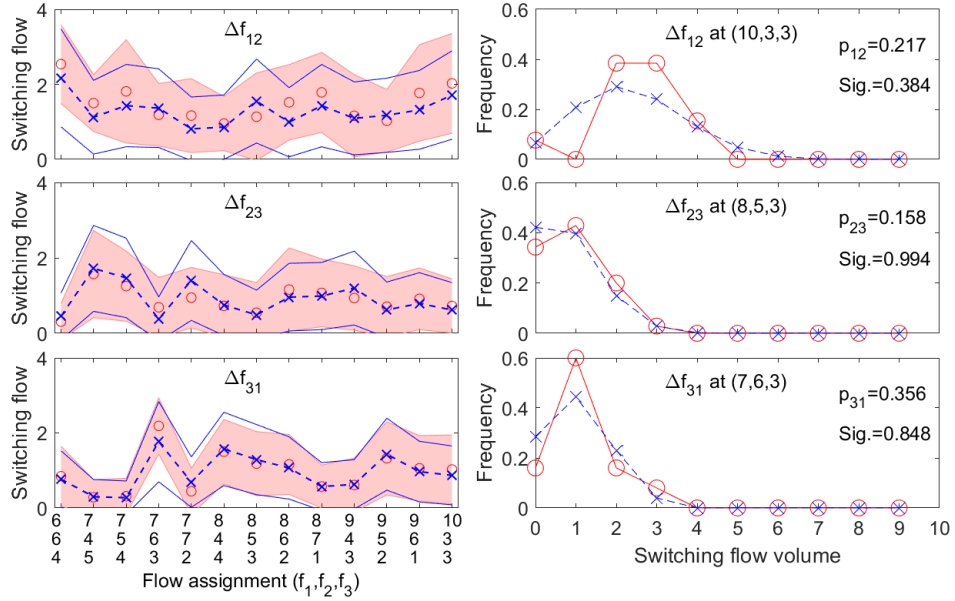 Switching flow
4
2
0
Δf12
Switching flow
4
2
0
Δf23
Switching flow
4
2
0
Δf31
6 7 7 7 7 8 8 8 8 9 9 9 10
6 4 5 6 7 4 5 6 7 4 5 6 3
4 5 4 3 2 4 3 2 1 3 2 1 3
Flow assignment (f1,f2,f3)
Frequency
0.6
0.4
0.2
0
Δf12 at (10,3,3)
p12=0.217
Sig.=0.384
Frequency
0.6
0.4
0.2
0
Δf23 at (8,5,3)
p23=0.158
Sig.=0.994
Frequency
0.6
0.4
0.2
0
Δf31 at (7,6,3)
p31=0.356
Sig.=0.848
0 1 2 3 4 5 6 7 8 9 10
Switching flow volume